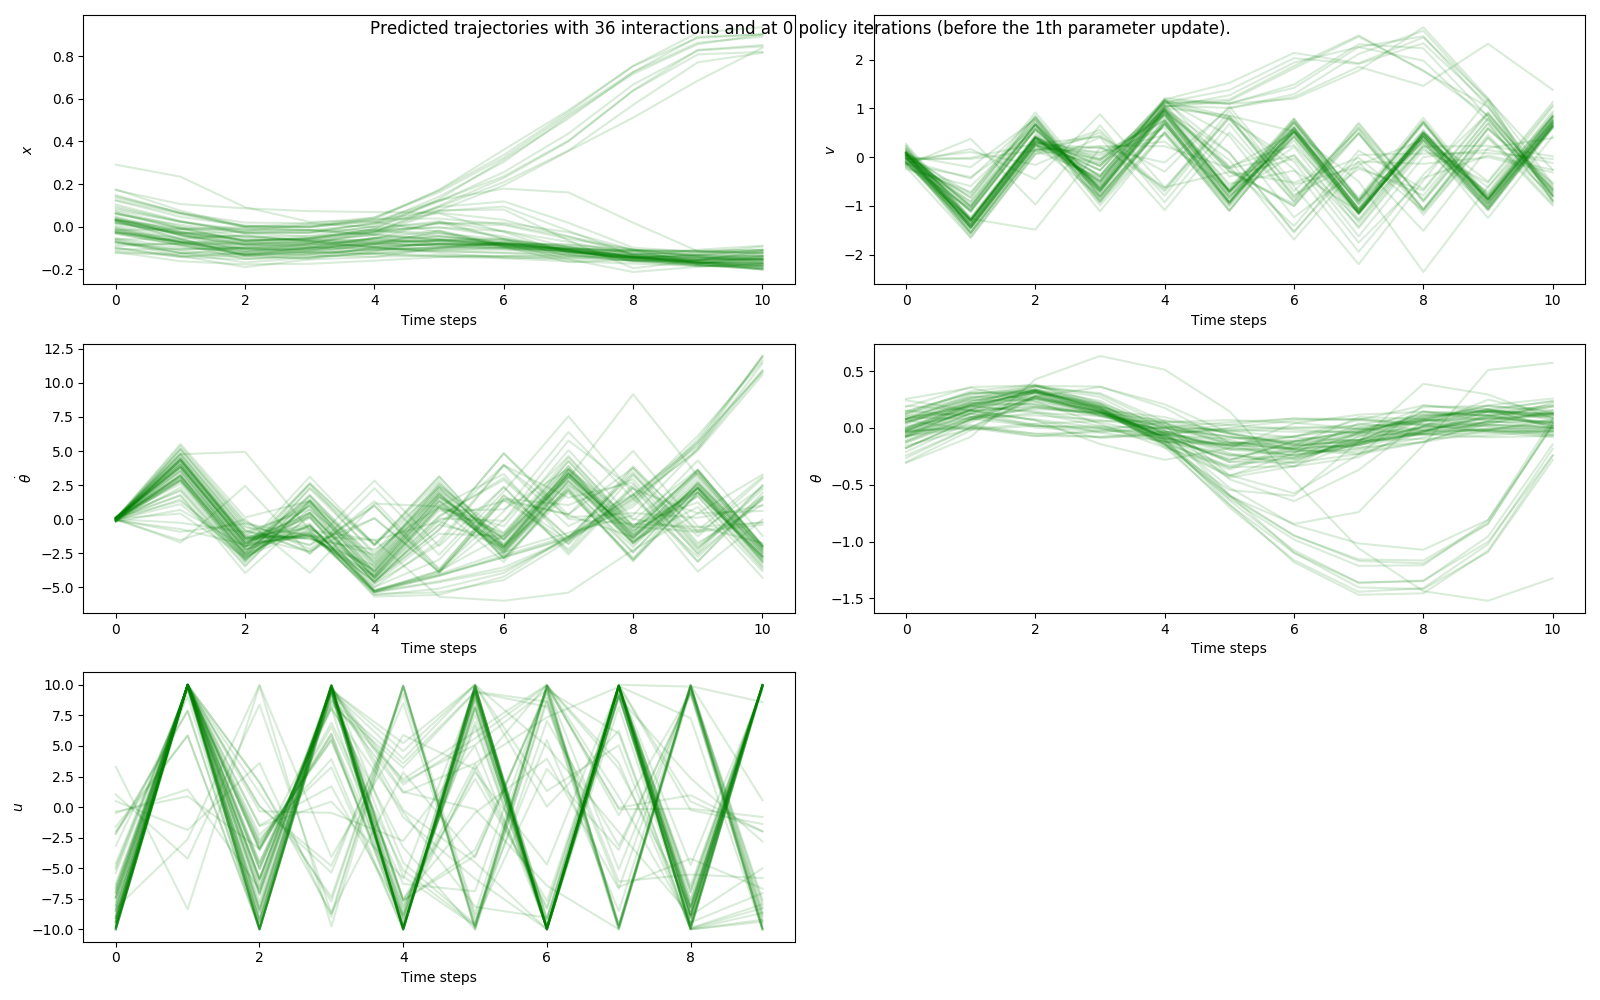 Predicted trajectories with 36 interactions and at 0 policy iterations (before the 1th parameter update).
x
0.8
0.6
0.4
0.2
0.0
−0.2
0 2 4 6 8 10
Time steps
v
2
1
0
−1
−2
0 2 4 6 8 10
Time steps
θ̇
12.5
10.0
7.5
5.0
2.5
0.0
−2.5
−5.0
0 2 4 6 8 10
Time steps
θ
0.5
0.0
−0.5
−1.0
−1.5
0 2 4 6 8 10
Time steps
u
10.0
7.5
5.0
2.5
0.0
−2.5
−5.0
−7.5
−10.0
0 2 4 6 8
Time steps